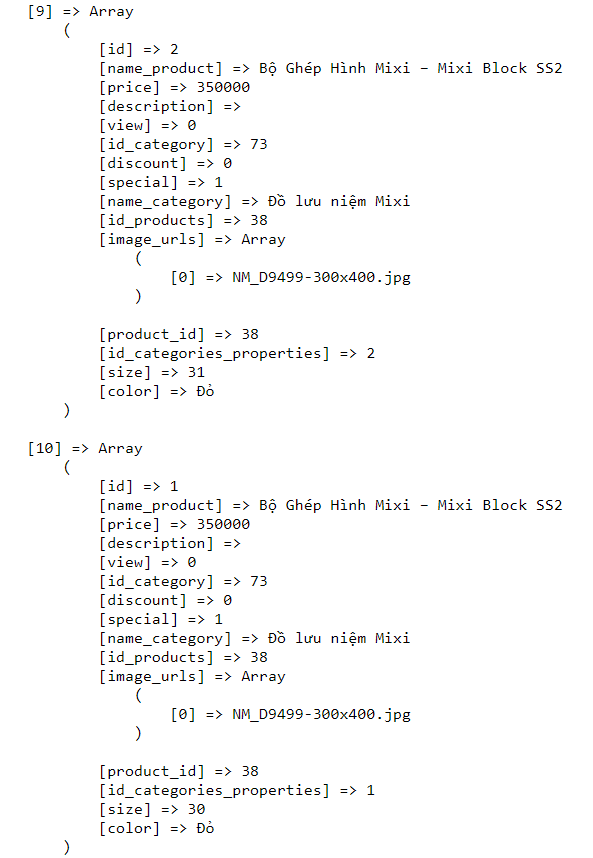 [9] => Array
(
[id] => 2
[name_product] => Bộ Ghép Hình Mixi – Mixi Block SS2
[price] => 350000
[description] =>
[view] => 0
[id_category] => 73
[discount] => 0
[special] => 1
[name_category] => Đồ lưu niệm Mixi
[id_products] => 38
[image_urls] => Array
(
[0] => NM_D9499-300x400.jpg
)
[product_id] => 38
[id_categories_properties] => 2
[size] => 31
[color] => Đỏ
)
[10] => Array
(
[id] => 1
[name_product] => Bộ Ghép Hình Mixi – Mixi Block SS2
[price] => 350000
[description] =>
[view] => 0
[id_category] => 73
[discount] => 0
[special] => 1
[name_category] => Đồ lưu niệm Mixi
[id_products] => 38
[image_urls] => Array
(
[0] => NM_D9499-300x400.jpg
)
[product_id] => 38
[id_categories_properties] => 1
[size] => 30
[color] => Đỏ
)